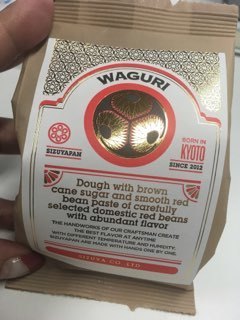 WAGURI
SIZUYAPAN
BORN IN
KYOTO
SINCE 2012
Dough with brown
cane sugar and smooth red
bean paste of carefully
selected domestic red beans
with abundant flavor
THE HANDWORKS OF OUR CRAFTSMAN CREATE
THE BEST FLAVOR AT ANYTIME
WITH DIFFERENT TEMPERATURE AND HUMIDITY.
SIZUYAPAN ARE MADE WITH HANDS ONE BY ONE.
SIZUYA CO.,LTD.